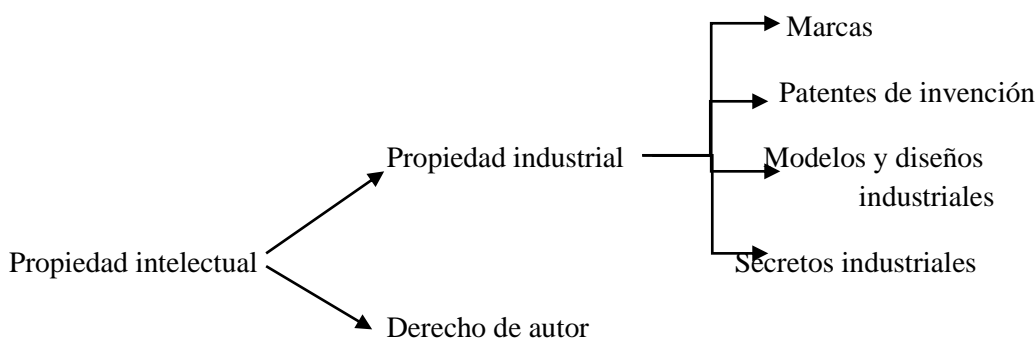 Marcas
Patentes de invención
Propiedad industrial
Modelos y diseños
industriales
Propiedad intelectual
Secretos industriales
Derecho de autor